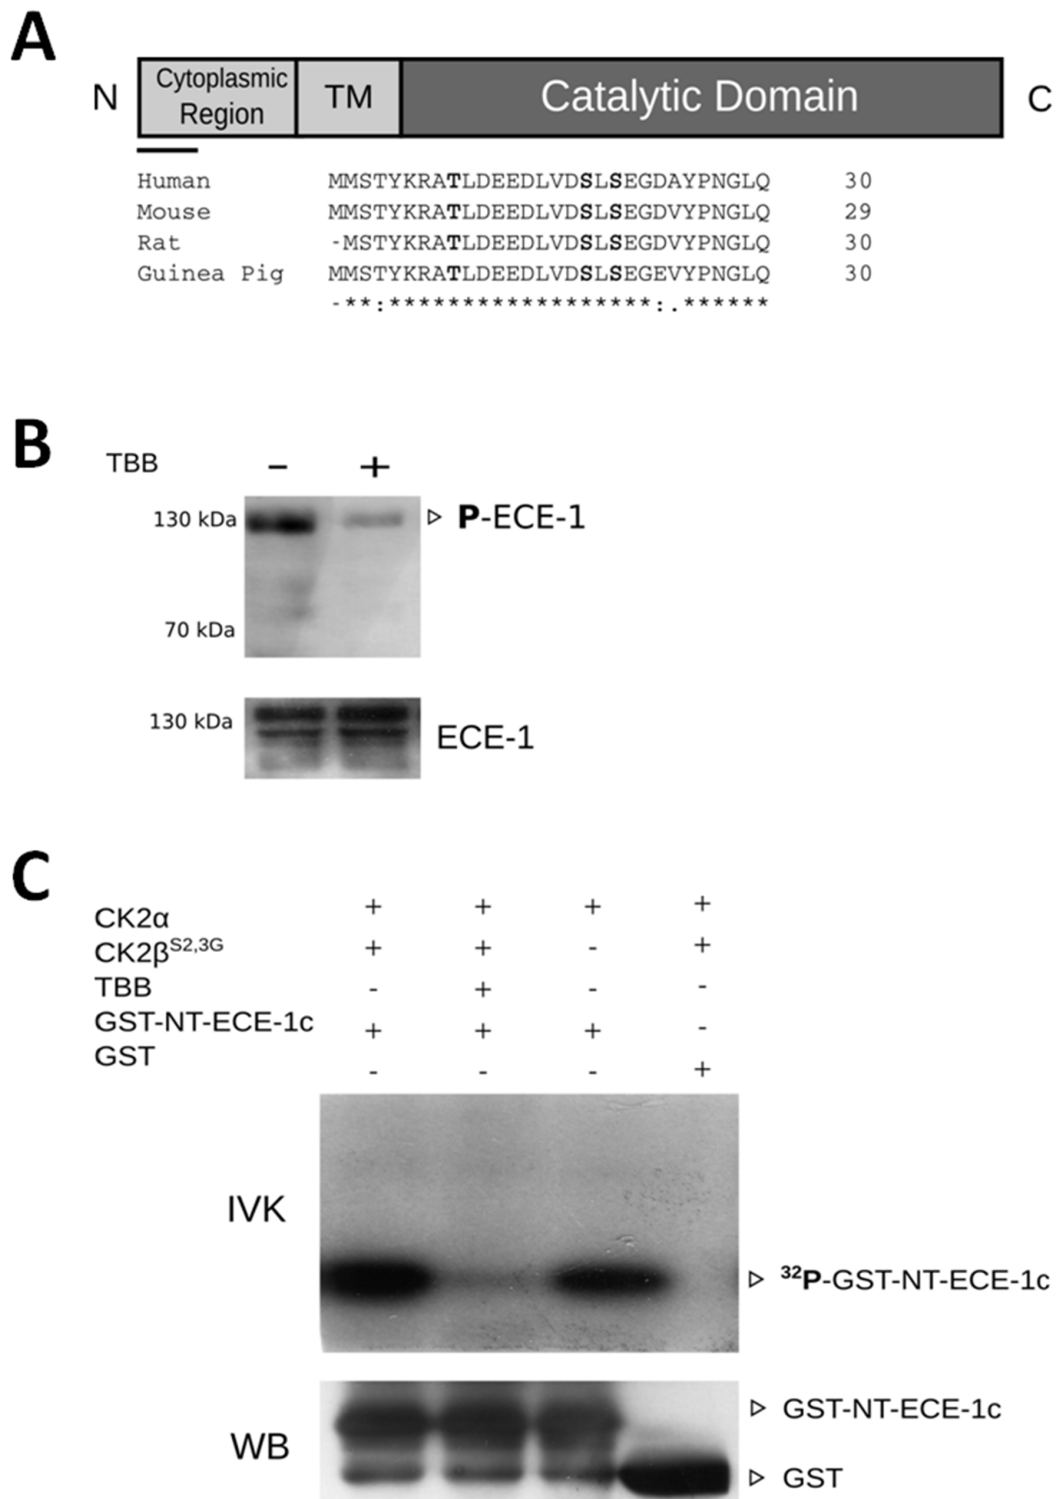 A
N Cytoplasmic Region TM Catalytic Domain C
Human MMSTYKRATLDEEDLVDSLSEGDAYPNGLQ 30
Mouse MMSTYKRATLDEEDLVDSLSEGDVYPNGLQ 29
Rat -MSTYKRATLDEEDLVDSLSEGDVYPNGLQ 30
Guinea Pig MMSTYKRATLDEEDLVDSLSEGEVYPNGLQ 30
-**:******************:.******
B
TBB − +
130 kDa ▷ P-ECE-1
70 kDa
130 kDa ECE-1
C
CK2α + + + +
CK2βS2,3G + + - +
TBB - + - -
GST-NT-ECE-1c + + + -
GST - - - +
IVK
▷ 32P-GST-NT-ECE-1c
▷ GST-NT-ECE-1c
WB
▷ GST